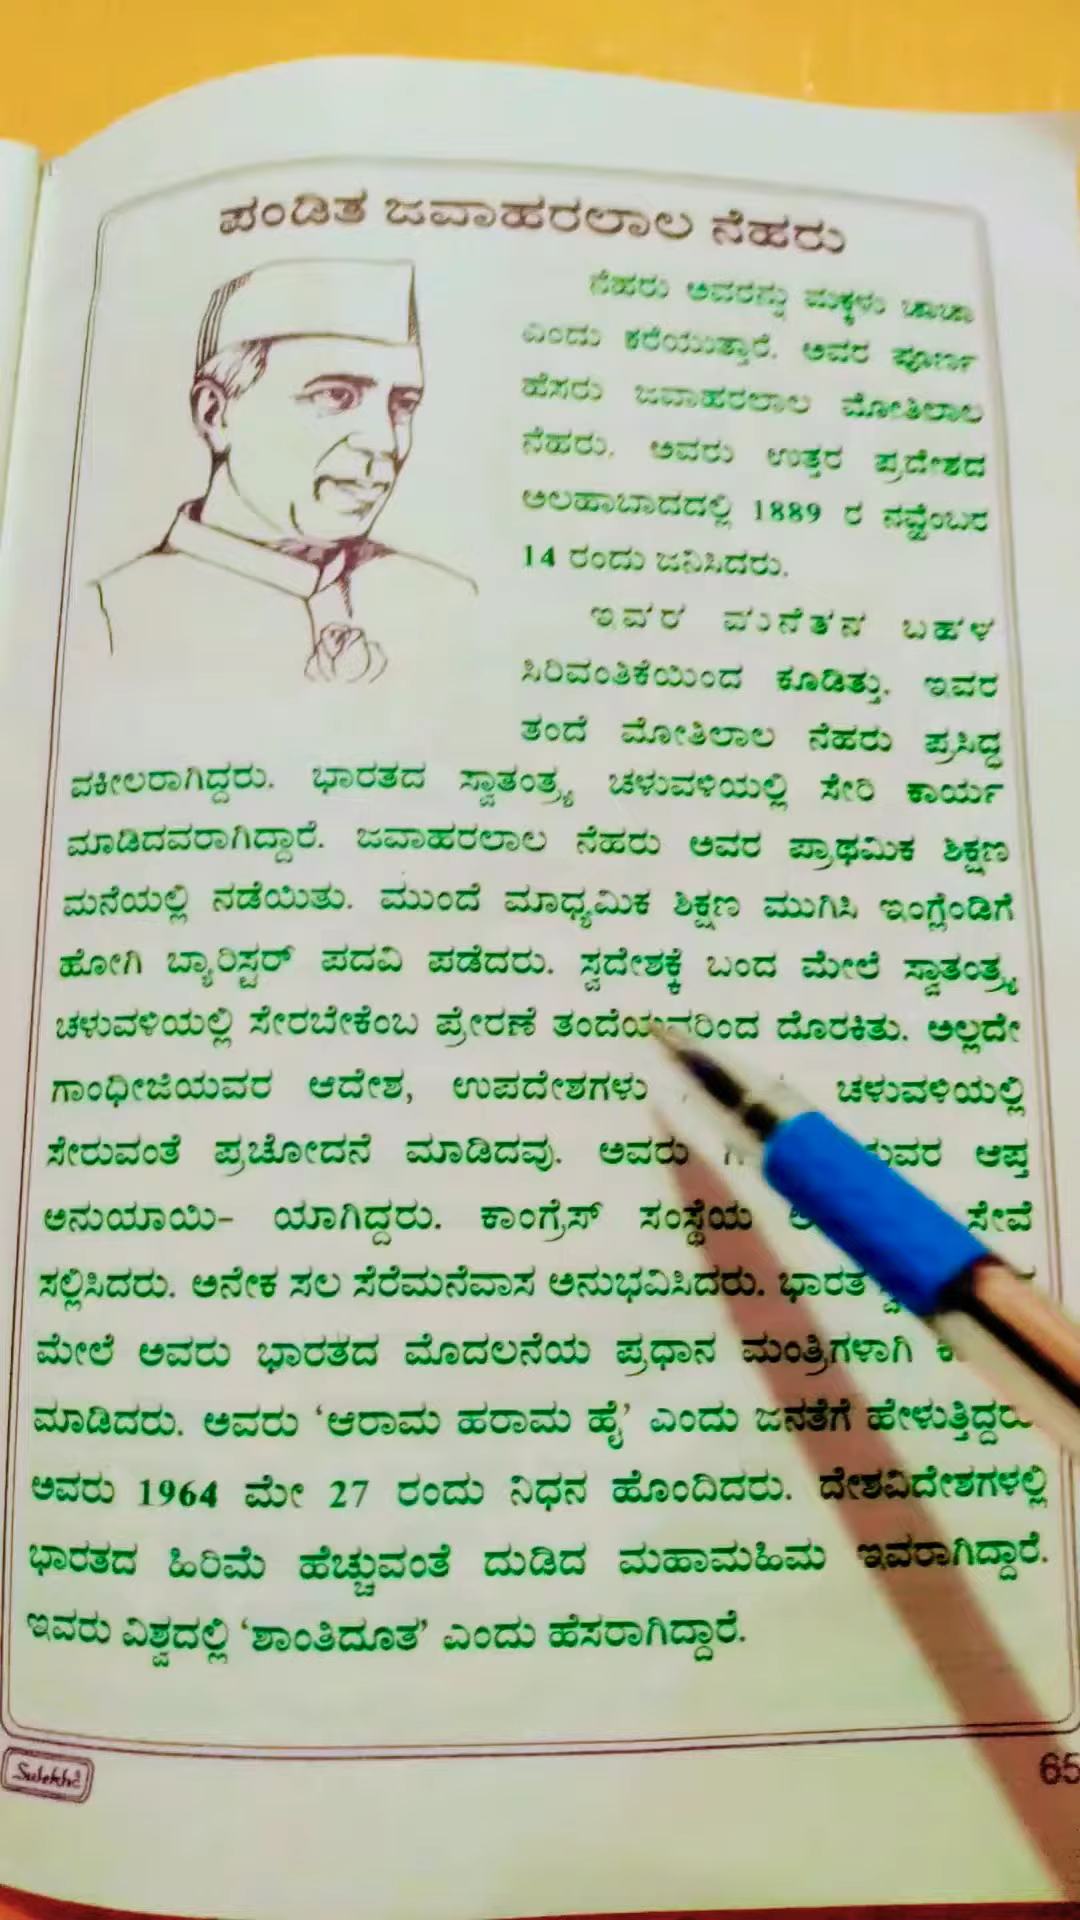 ಪಂಡಿತ ಜವಾಹರಲಾಲ ನೆಹರು
ನೆಹರು ಅವರನ್ನು ಮಕ್ಕಳು ಚಾಚಾ
ಎಂದು ಕರೆಯುತ್ತಾರೆ. ಅವರ ಪೂರ್ಣ
ಹೆಸರು ಜವಾಹರಲಾಲ ಮೋತಿಲಾಲ
ನೆಹರು. ಅವರು ಉತ್ತರ ಪ್ರದೇಶದ
ಅಲಹಾಬಾದದಲ್ಲಿ 1889 ರ ನವ್ಹೆಂಬರ
14 ರಂದು ಜನಿಸಿದರು.
ಇವರ ಮನೆತನ ಬಹಳ
ಸಿರಿವಂತಿಕೆಯಿಂದ ಕೂಡಿತ್ತು. ಇವರ
ತಂದೆ ಮೋತಿಲಾಲ ನೆಹರು ಪ್ರಸಿದ್ಧ
ವಕೀಲರಾಗಿದ್ದರು. ಭಾರತದ ಸ್ವಾತಂತ್ರ್ಯ ಚಳುವಳಿಯಲ್ಲಿ ಸೇರಿ ಕಾರ್ಯ
ಮಾಡಿದವರಾಗಿದ್ದಾರೆ. ಜವಾಹರಲಾಲ ನೆಹರು ಅವರ ಪ್ರಾಥಮಿಕ ಶಿಕ್ಷಣ
ಮನೆಯಲ್ಲಿ ನಡೆಯಿತು. ಮುಂದೆ ಮಾಧ್ಯಮಿಕ ಶಿಕ್ಷಣ ಮುಗಿಸಿ ಇಂಗ್ಲೆಂಡಿಗೆ
ಹೋಗಿ ಬ್ಯಾರಿಸ್ಟರ್ ಪದವಿ ಪಡೆದರು. ಸ್ವದೇಶಕ್ಕೆ ಬಂದ ಮೇಲೆ ಸ್ವಾತಂತ್ರ್ಯ
ಚಳುವಳಿಯಲ್ಲಿ ಸೇರಬೇಕೆಂಬ ಪ್ರೇರಣೆ ತಂದೆಯವರಿಂದ ದೊರಕಿತು. ಅಲ್ಲದೇ
ಗಾಂಧೀಜಿಯವರ ಆದೇಶ, ಉಪದೇಶಗಳು ಚಳುವಳಿಯಲ್ಲಿ
ಸೇರುವಂತೆ ಪ್ರಚೋದನೆ ಮಾಡಿದವು. ಅವರು ಆಪ್ತ
ಅನುಯಾಯಿ- ಯಾಗಿದ್ದರು. ಕಾಂಗ್ರೆಸ್ ಸಂಸ್ಥೆಯ ಸೇವೆ
ಸಲ್ಲಿಸಿದರು. ಅನೇಕ ಸಲ ಸೆರೆಮನೆವಾಸ ಅನುಭವಿಸಿದರು. ಭಾರತ
ಮೇಲೆ ಅವರು ಭಾರತದ ಮೊದಲನೆಯ ಪ್ರಧಾನ ಮಂತ್ರಿಗಳಾಗಿ
ಮಾಡಿದರು. ಅವರು 'ಆರಾಮ ಹರಾಮ ಹೈ' ಎಂದು ಜನತೆಗೆ ಹೇಳುತ್ತಿದ್ದರು
ಅವರು 1964 ಮೇ 27 ರಂದು ನಿಧನ ಹೊಂದಿದರು. ದೇಶವಿದೇಶಗಳಲ್ಲಿ
ಭಾರತದ ಹಿರಿಮೆ ಹೆಚ್ಚುವಂತೆ ದುಡಿದ ಮಹಾಮಹಿಮ ಇವರಾಗಿದ್ದಾರೆ.
ಇವರು ವಿಶ್ವದಲ್ಲಿ 'ಶಾಂತಿದೂತ' ಎಂದು ಹೆಸರಾಗಿದ್ದಾರೆ.
Sulekha
65